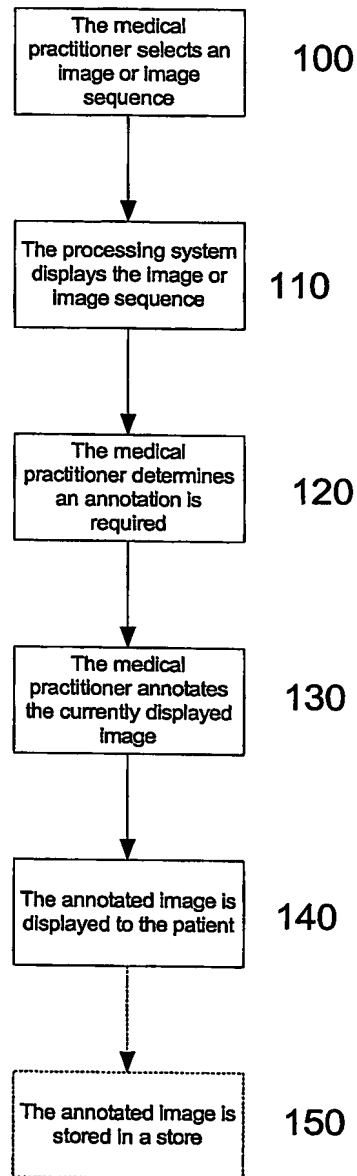 The medical
practitioner selects an
image or image
sequence
100
The processing system
displays the image or
image sequence
110
The medical
practitioner determines
an annotation is
required
120
The medical
practitioner annotates
the currently displayed
image
130
The annotated image is
displayed to the patient
140
The annotated image is
stored in a store
150